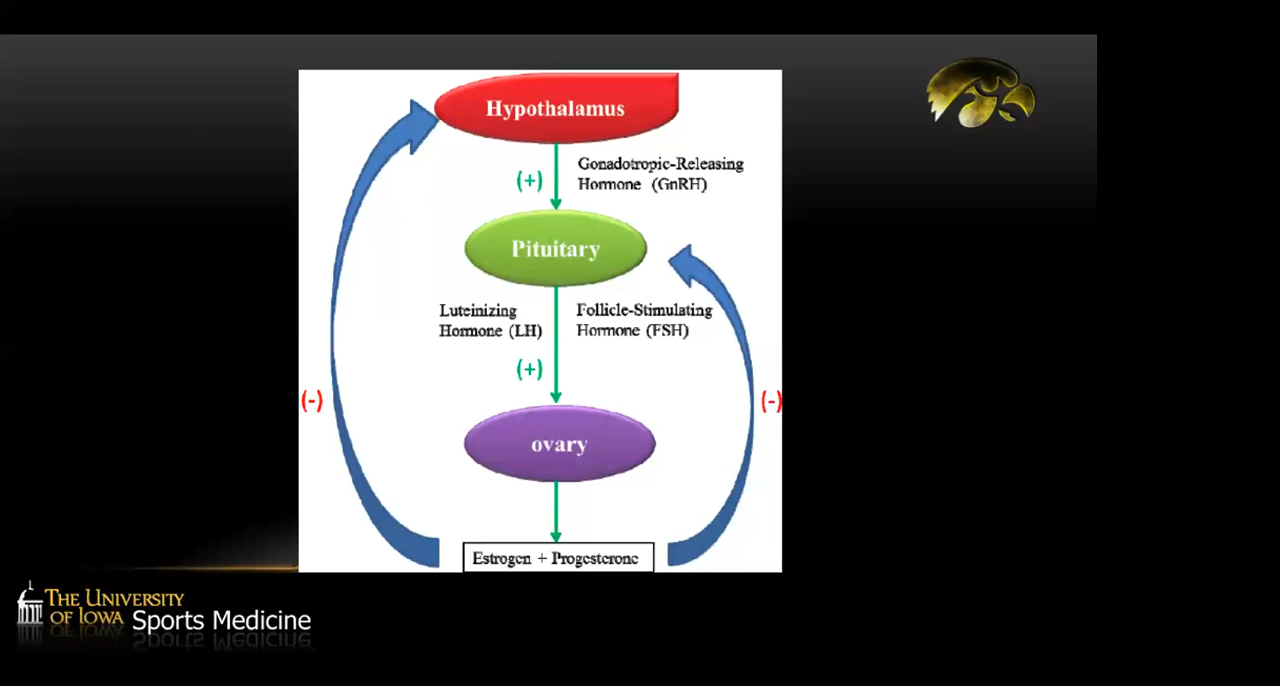 Hypothalamus
(+)
Gonadotropic-Releasing
Hormone (GnRH)
Pituitary
Luteinizing
Hormone (LH)
Follicle-Stimulating
Hormone (FSH)
(+)
(-)
(-)
ovary
Estrogen + Progesterone
THE UNIVERSITY
OF IOWA Sports Medicine